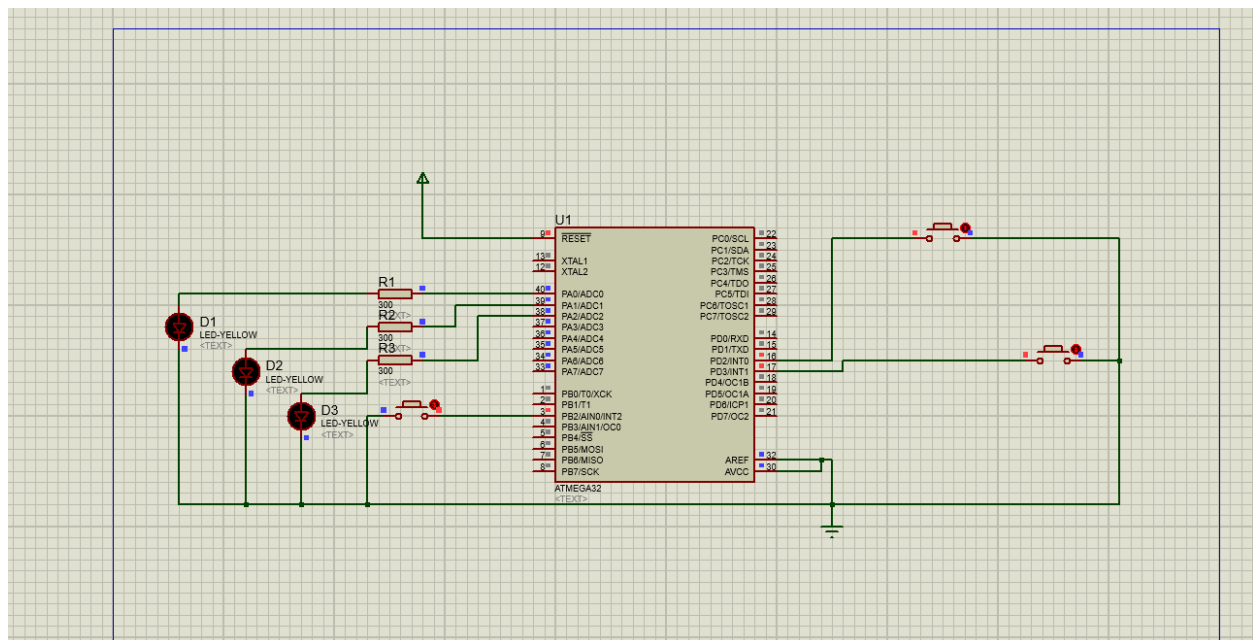 U1
9
RESET
13
XTAL1
12
XTAL2
40
PA0/ADC0
39
PA1/ADC1
38
PA2/ADC2
37
PA3/ADC3
36
PA4/ADC4
35
PA5/ADC5
34
PA6/ADC6
33
PA7/ADC7
1
PB0/T0/XCK
2
PB1/T1
3
PB2/AIN0/INT2
4
PB3/AIN1/OC0
5
PB4/SS
6
PB5/MOSI
7
PB6/MISO
8
PB7/SCK
PC0/SCL
22
PC1/SDA
23
PC2/TCK
24
PC3/TMS
25
PC4/TDO
26
PC5/TDI
27
PC6/TOSC1
28
PC7/TOSC2
29
PD0/RXD
14
PD1/TXD
15
PD2/INT0
16
PD3/INT1
17
PD4/OC1B
18
PD5/OC1A
19
PD6/ICP1
20
PD7/OC2
21
AREF
32
AVCC
30
ATMEGA32
<TEXT>
R1
300
<TEXT>
R2
300
<TEXT>
R3
300
<TEXT>
D1
LED-YELLOW
<TEXT>
D2
LED-YELLOW
<TEXT>
D3
LED-YELLOW
<TEXT>